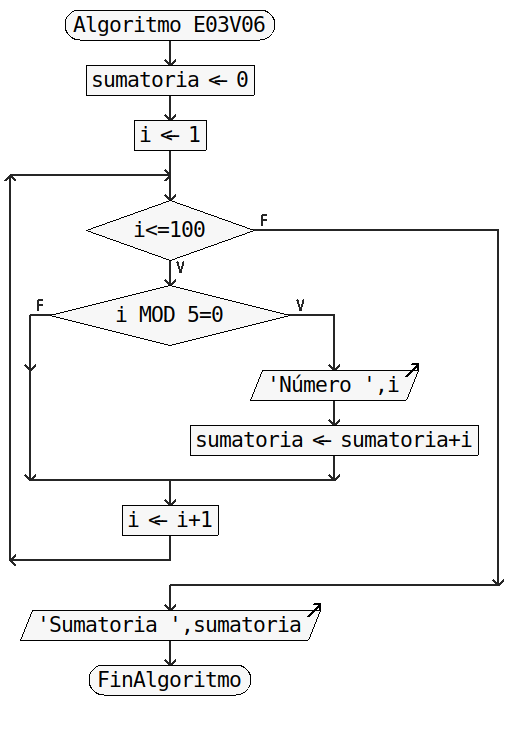 Algoritmo E03V06
sumatoria <- 0
i <- 1
i<=100
F
V
i MOD 5=0
F
V
'Número ',i
sumatoria <- sumatoria+i
i <- i+1
'Sumatoria ',sumatoria
FinAlgoritmo